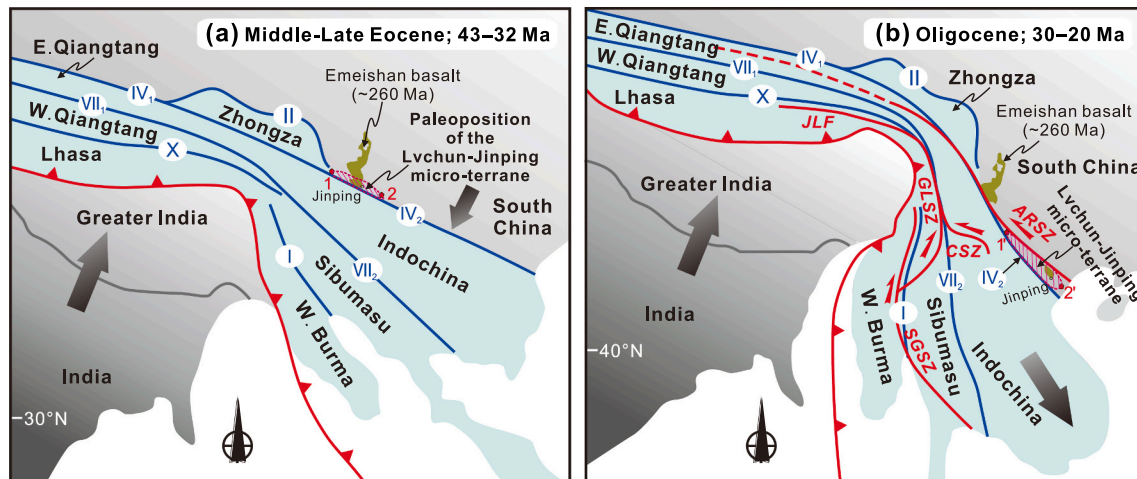 (a) Middle-Late Eocene; 43–32 Ma
E.Qiangtang
Emeishan basalt
(~260 Ma)
IV1
II
VII1
Zhongza
Paleoposition
of the
Lvchun-Jinping
micro-terrane
W.Qiangtang
X
Lhasa
1
Jinping
2
IV2
South
China
Greater India
Indochina
I
VII2
Sibumasu
W. Burma
India
30°N
(b) Oligocene; 30–20 Ma
E.Qiangtang
IV1
II
VII1
Zhongza
W.Qiangtang
X
Emeishan basalt
(~260 Ma)
Lhasa
JLF
South China
Greater India
GLSZ
ARSZ
Lvchun-Jinping
micro-terrane
1'
CSZ
IV2
VII2
Jinping
2'
India
W. Burma
I
Sibumasu
SGSZ
Indochina
40°N